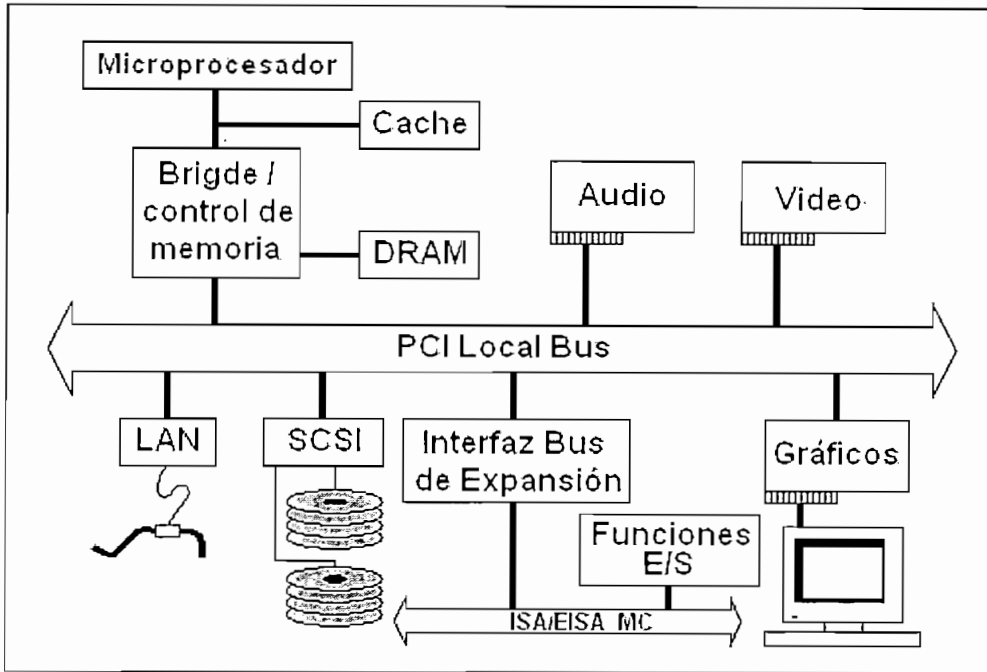 Microprocesador
Cache
Brigde /
control de
memoria
DRAM
Audio
Video
PCI Local Bus
LAN
SCSI
Interfaz Bus
de Expansión
Gráficos
Funciones
E/S
ISA/EISA MC